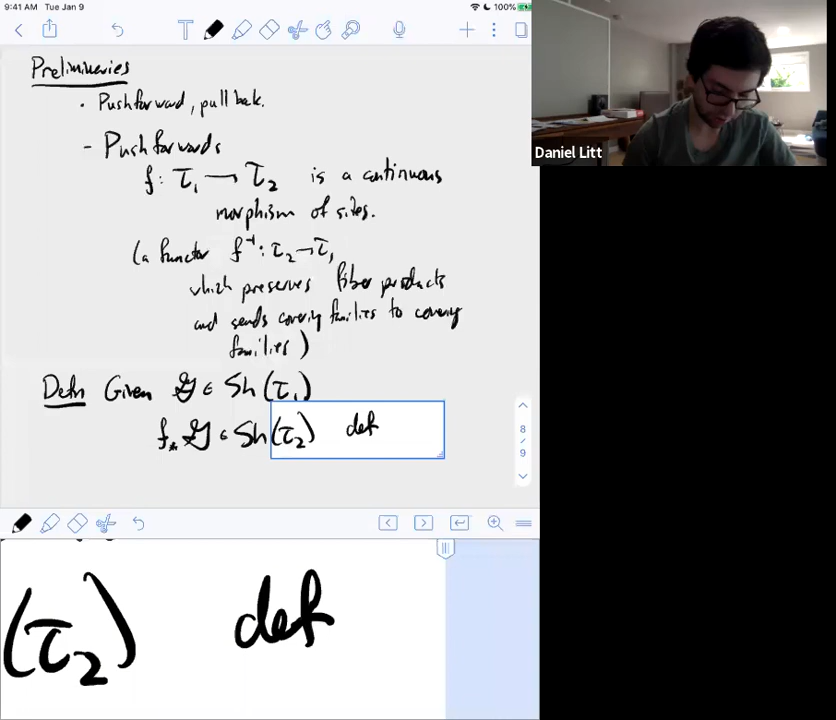 9:41 AM Tue Jan 9
100%
Preliminaries
• Pushforward, pullback.
- Pushforwards
f: τ₁ → τ₂ is a continuous
morphism of sites.
(a functor f⁻¹: τ₂ → τ₁
which preserves fiber products
and sends covering families to covering
families)
Defn Given 𝓕 ∈ Sh(τ₁)
f₊ 𝓕 ∈ Sh(τ₂) def
8
/
9
(τ₂) def
Daniel Litt